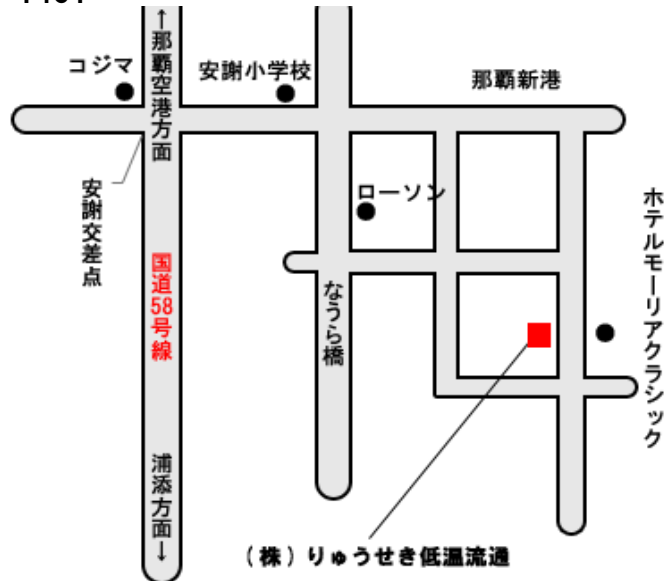 コジマ
安謝小学校
那覇新港
↑那覇空港方面
安謝交差点
ローソン
ホテルモーリアクラシック
国道58号線
なうら橋
浦添方面↓
(株)りゅうせき低温流通